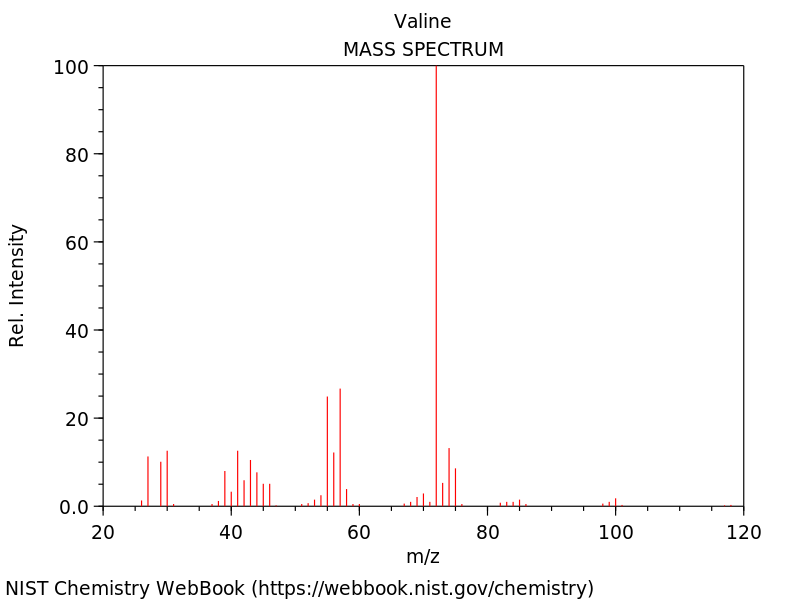 Valine
MASS SPECTRUM
100
80
60
40
20
0.0
Rel. Intensity
20 40 60 80 100 120
m/z
NIST Chemistry WebBook (https://webbook.nist.gov/chemistry)